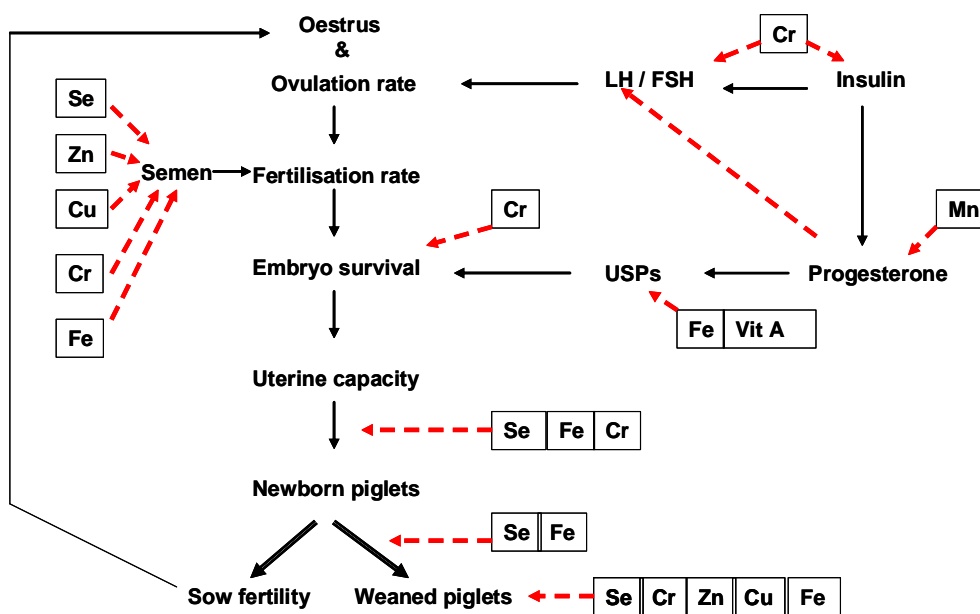 Oestrus
&
Ovulation rate
Cr
LH / FSH
Insulin
Se
Zn
Semen
Fertilisation rate
Cu
Cr
Mn
Cr
Embryo survival
USPs
Progesterone
Fe
Fe Vit A
Uterine capacity
Se Fe Cr
Newborn piglets
Se Fe
Sow fertility
Weaned piglets
Se Cr Zn Cu Fe